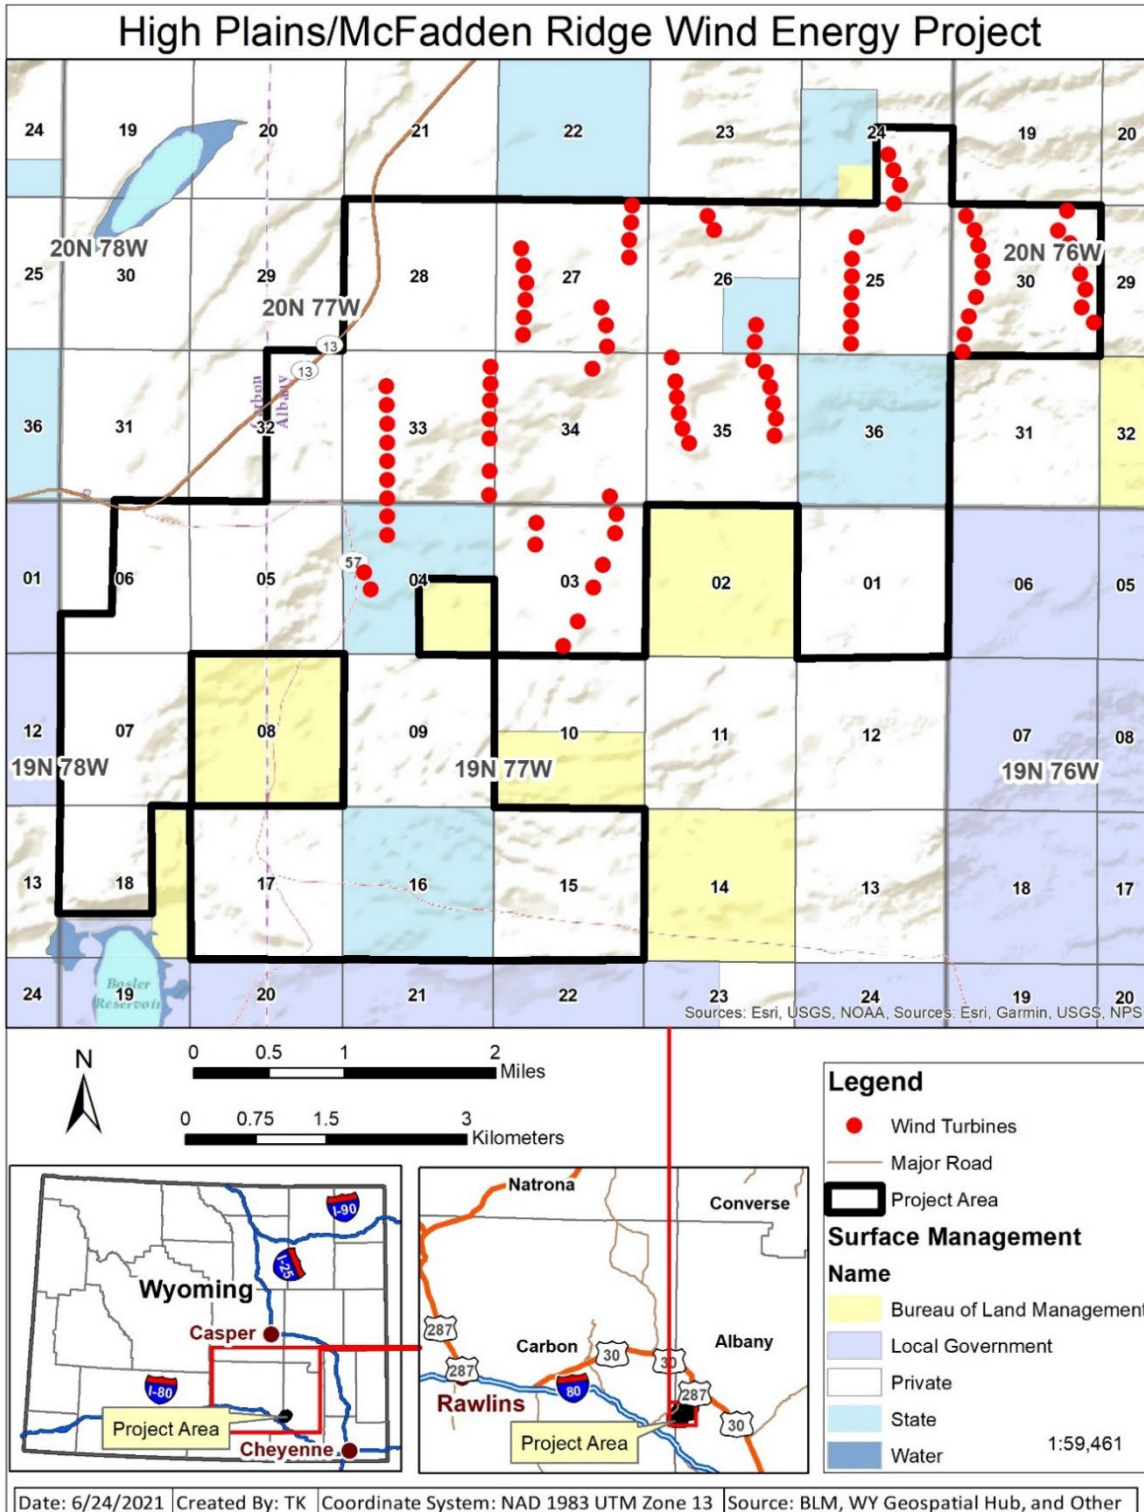 High Plains/McFadden Ridge Wind Energy Project
24 19 20 21 22 23 24 19 20
20N 78W 20N 76W
25 30 29 28 27 26 25 30 29
20N 77W
13
13
Carbon
Albany
36 31 32 33 34 35 36 31 32
57
01 06 05 04 03 02 01 06 05
12 07 08 09 10 11 12 07 08
19N 78W 19N 77W 19N 76W
13 18 17 16 15 14 13 18 17
Bosler
Reservoir
24 19 20 21 22 23 24 19 20
Sources: Esri, USGS, NOAA, Sources: Esri, Garmin, USGS, NPS
N
0 0.5 1 2
Miles
0 0.75 1.5 3
Kilometers
I-90
I-25
Wyoming
Casper
I-80
Project Area
Cheyenne
Natrona
Converse
287
287
Carbon
30
30
Albany
80
287
Rawlins
30
Project Area
Legend
Wind Turbines
Major Road
Project Area
Surface Management
Name
Bureau of Land Management
Local Government
Private
State
Water
1:59,461
Date: 6/24/2021 Created By: TK Coordinate System: NAD 1983 UTM Zone 13 Source: BLM, WY Geospatial Hub, and Other